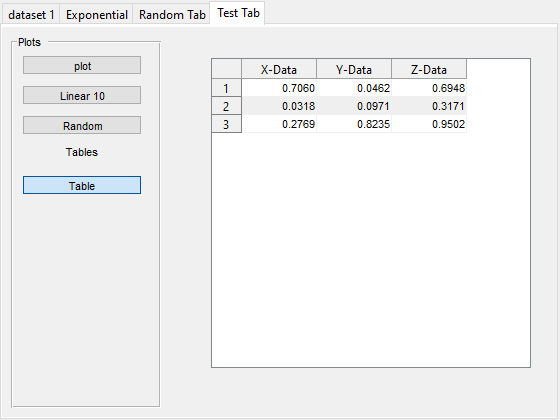 dataset 1 Exponential Random Tab Test Tab
Plots
plot
Linear 10
Random
Tables
Table
X-Data Y-Data Z-Data
1 0.7060 0.0462 0.6948
2 0.0318 0.0971 0.3171
3 0.2769 0.8235 0.9502